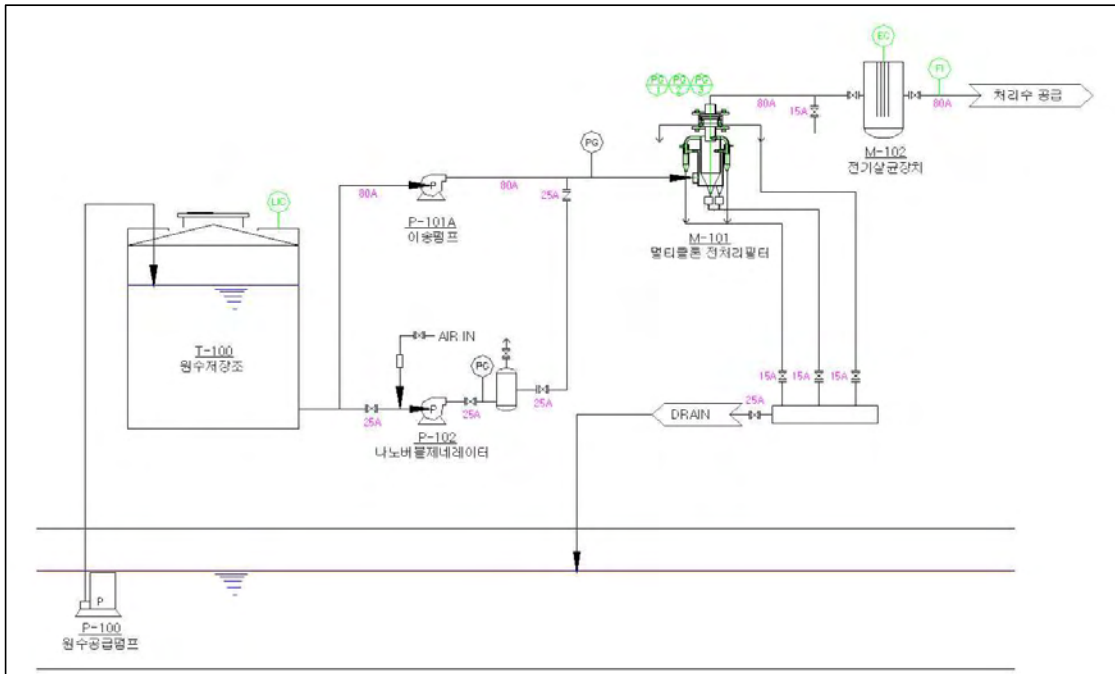 EC
FI
PG
1
PG
2
PG
3
80A
15A
80A
처리수 공급
M-102
전기살균장치
PG
LIC
80A
80A
25A
P-101A
이송펌프
M-101
멀티클론 전처리필터
AIR IN
T-100
원수저장조
PG
15A
15A
15A
25A
25A
25A
25A
DRAIN
P-102
나노버블제네레이터
P
P
P
P-100
원수공급펌프